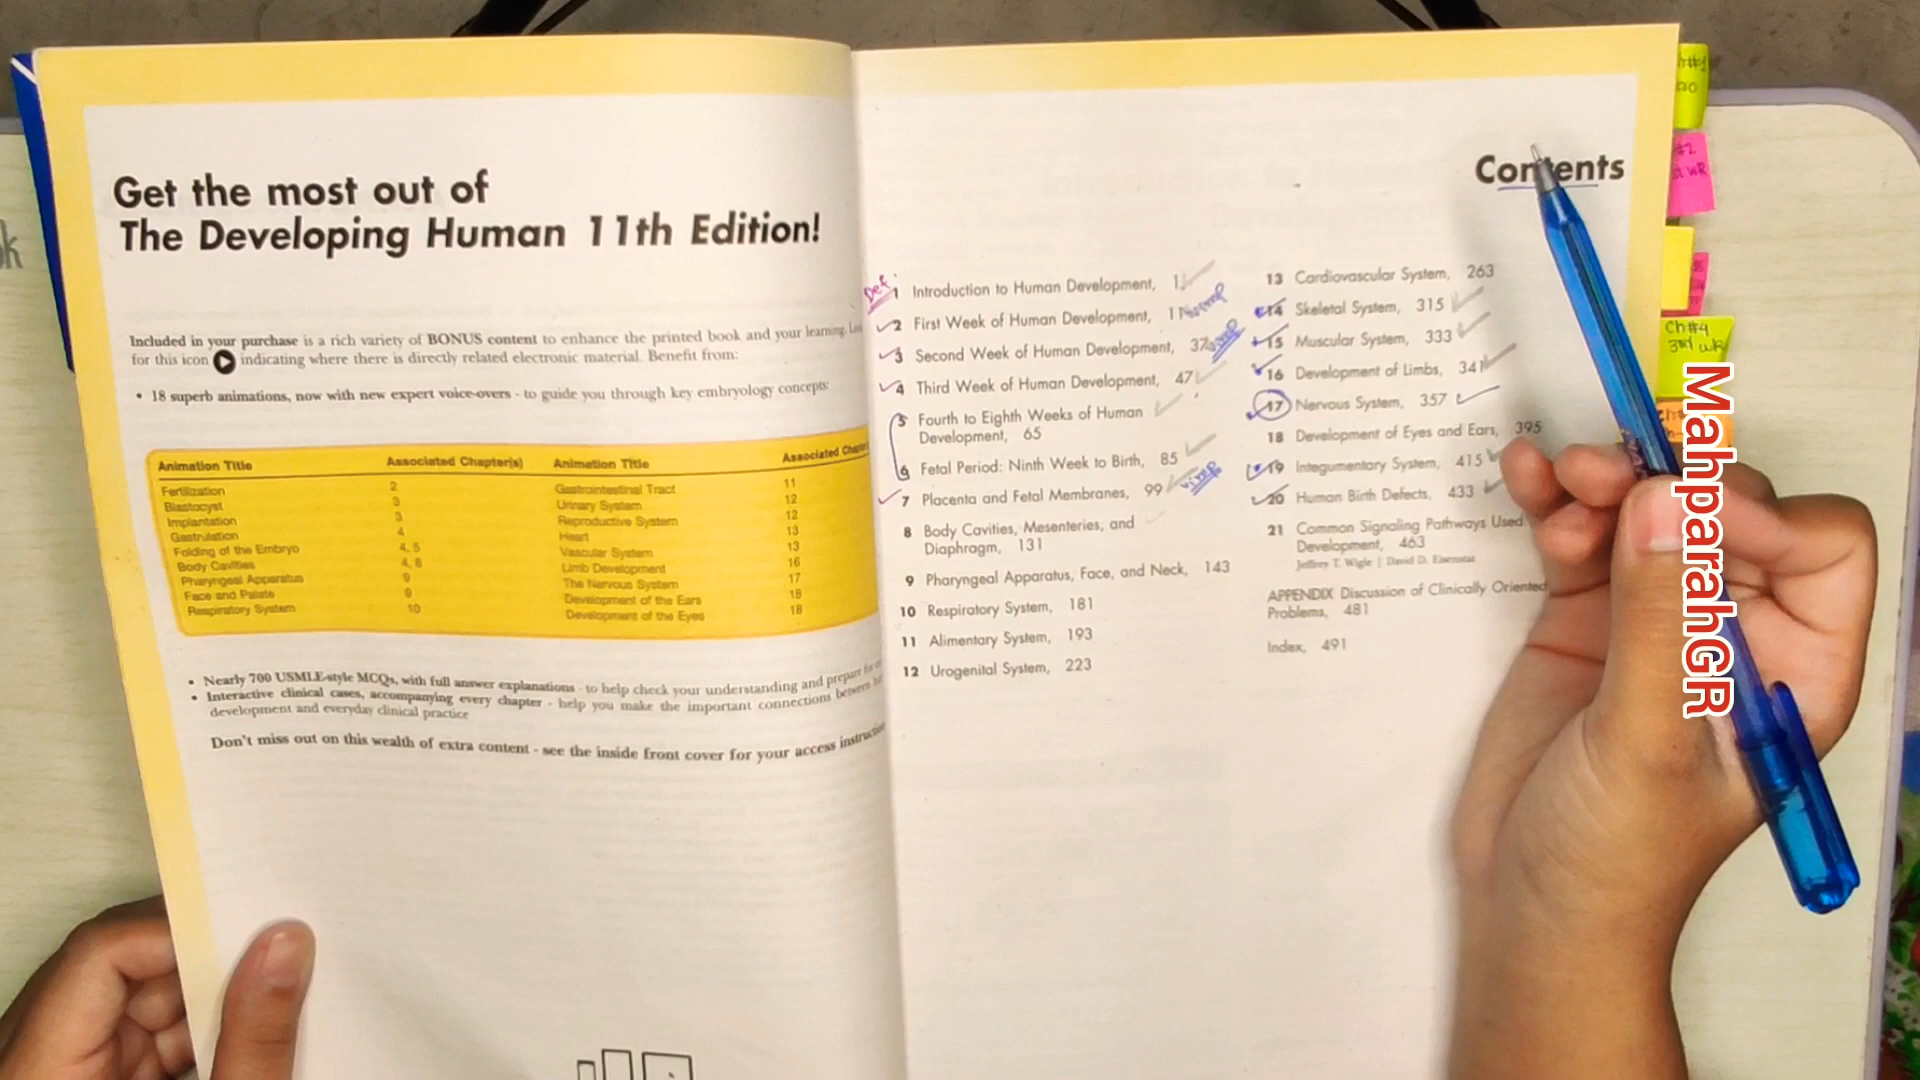 Get the most out of
The Developing Human 11th Edition!
Included in your purchase is a rich variety of BONUS content to enhance the printed book and your learning.
for this icon indicating where there is directly related electronic material. Benefit from:
• 18 superb animations, now with new expert voice-overs - to guide you through key embryology concepts:
Animation Title Associated Chapter(s) Animation Title Associated
Fertilization 2 Gastrointestinal Tract 11
Blastocyst 3 Urinary System 12
Implantation 3 Reproductive System 12
Gastrulation 4 Heart 13
Folding of the Embryo 4, 5 Vascular System 13
Body Cavities 4, 8 Limb Development 16
Pharyngeal Apparatus 9 The Nervous System 17
Face and Palate 9 Development of the Ears 18
Respiratory System 10 Development of the Eyes 18
• Nearly 700 USMLE-style MCQs, with full answer explanations - to help check your understanding and prepare for
• Interactive clinical cases, accompanying every chapter - help you make the important connections between
development and everyday clinical practice
Don't miss out on this wealth of extra content - see the inside front cover for your access
Contents
Def
1 Introduction to Human Development, 1
2 First Week of Human Development, 11
3 Second Week of Human Development, 37
4 Third Week of Human Development, 47
5 Fourth to Eighth Weeks of Human
Development, 65
6 Fetal Period: Ninth Week to Birth, 85
7 Placenta and Fetal Membranes, 99 v.imp
8 Body Cavities, Mesenteries, and
Diaphragm, 131
9 Pharyngeal Apparatus, Face, and Neck, 143
10 Respiratory System, 181
11 Alimentary System, 193
12 Urogenital System, 223
13 Cardiovascular System, 263
14 Skeletal System, 315
15 Muscular System, 333
16 Development of Limbs, 341
17 Nervous System, 357
18 Development of Eyes and Ears, 395
19 Integumentary System, 415
20 Human Birth Defects, 433
21 Common Signaling Pathways Used
Development, 463
Jeffrey T. Wigle | David D. Eisenstat
APPENDIX Discussion of Clinically Oriented
Problems, 481
Index, 491
Ch#4
3rd wk
MahparahGR